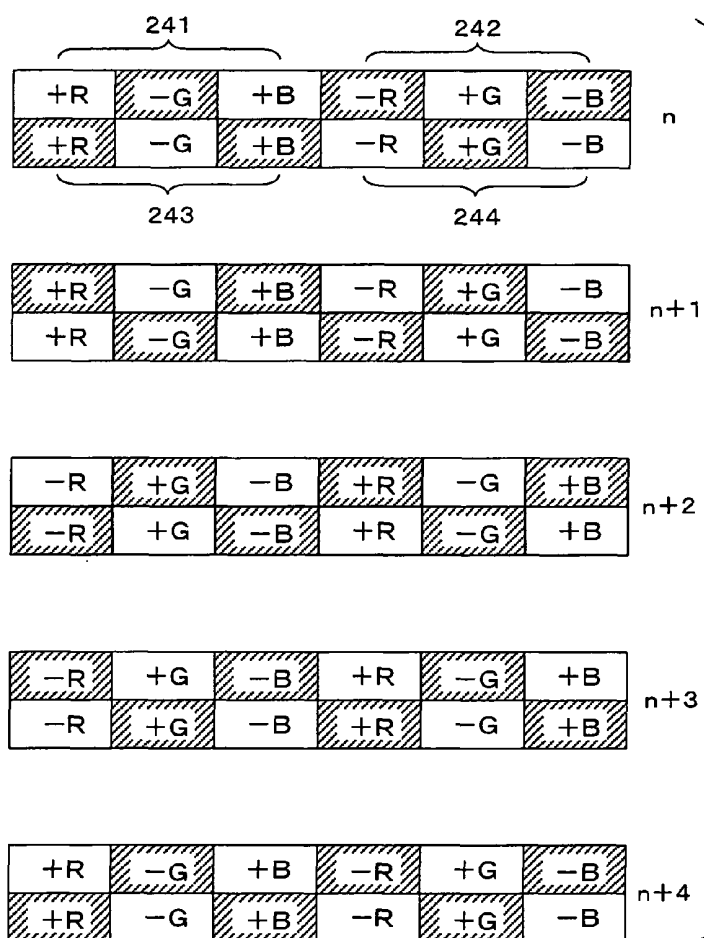 241 242
+R −G +B −R +G −B
n
+R −G +B −R +G −B
243 244
+R −G +B −R +G −B
n+1
+R −G +B −R +G −B
−R +G −B +R −G +B
n+2
−R +G −B +R −G +B
−R +G −B +R −G +B
n+3
−R +G −B +R −G +B
+R −G +B −R +G −B
n+4
+R −G +B −R +G −B